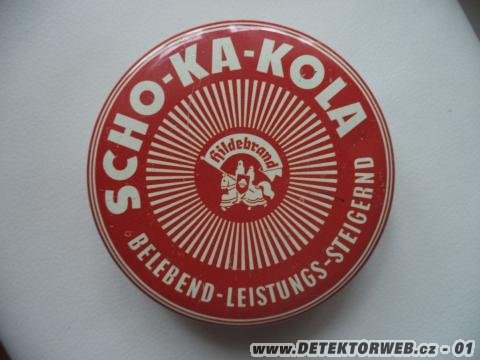 SCHO-KA-KOLA
Hildebrand
BELEBEND-LEISTUNGS-STEIGERND
www.DETEKTORWEB.cz - 01